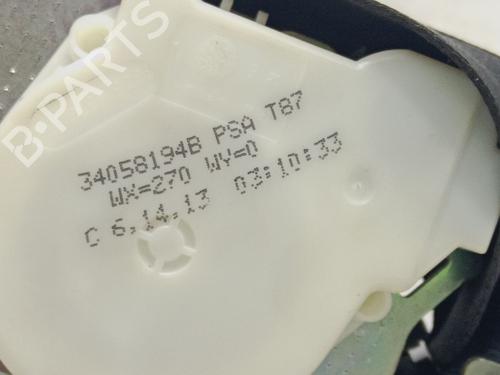 B-PARTS
34058194B PSA T87
WX=270 WY=0
C 6.14.13 03:10:33